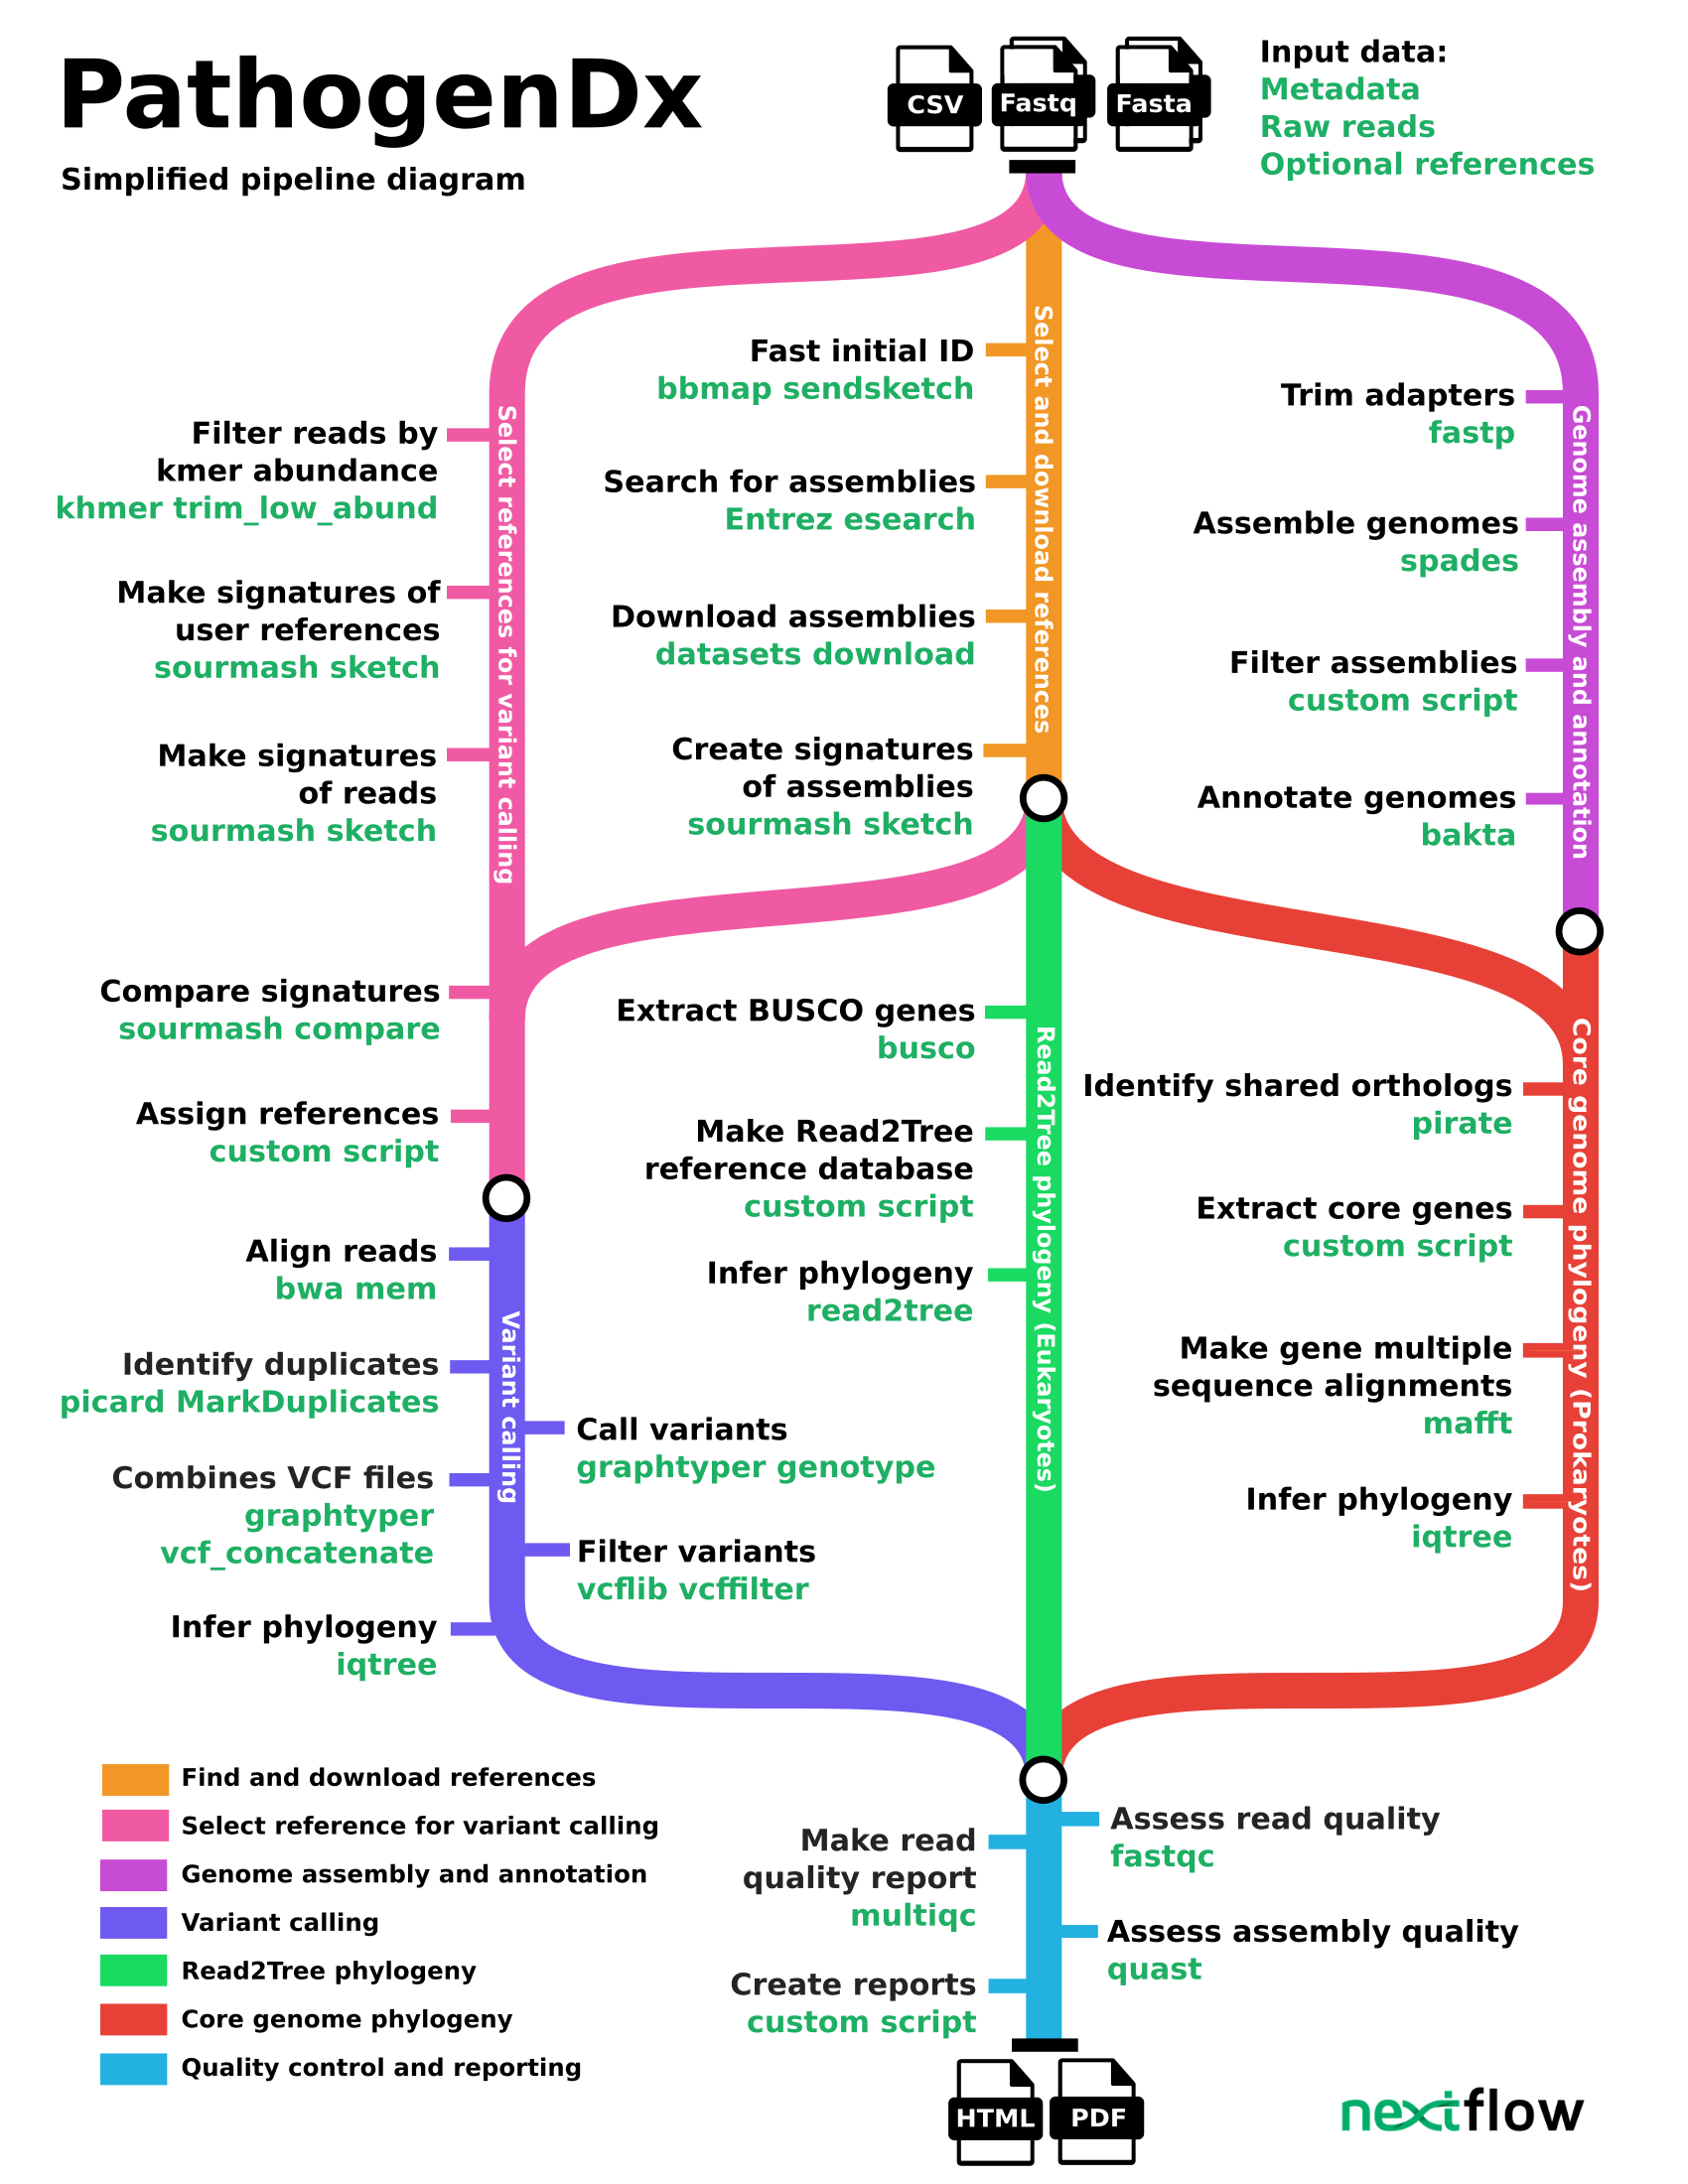 PathogenDx
Simplified pipeline diagram
CSV
Fastq
Fasta
Input data:
Metadata
Raw reads
Optional references
Select references for variant calling
Filter reads by
kmer abundance
khmer trim_low_abund
Make signatures of
user references
sourmash sketch
Make signatures
of reads
sourmash sketch
Compare signatures
sourmash compare
Assign references
custom script
Select and download references
Fast initial ID
bbmap sendsketch
Search for assemblies
Entrez esearch
Download assemblies
datasets download
Create signatures
of assemblies
sourmash sketch
Genome assembly and annotation
Trim adapters
fastp
Assemble genomes
spades
Filter assemblies
custom script
Annotate genomes
bakta
Variant calling
Align reads
bwa mem
Identify duplicates
picard MarkDuplicates
Call variants
graphtyper genotype
Combines VCF files
graphtyper
vcf_concatenate
Filter variants
vcflib vcffilter
Infer phylogeny
iqtree
Read2Tree phylogeny (Eukaryotes)
Extract BUSCO genes
busco
Make Read2Tree
reference database
custom script
Infer phylogeny
read2tree
Core genome phylogeny (Prokaryotes)
Identify shared orthologs
pirate
Extract core genes
custom script
Make gene multiple
sequence alignments
mafft
Infer phylogeny
iqtree
Find and download references
Select reference for variant calling
Genome assembly and annotation
Variant calling
Read2Tree phylogeny
Core genome phylogeny
Quality control and reporting
Assess read quality
fastqc
Make read
quality report
multiqc
Assess assembly quality
quast
Create reports
custom script
HTML
PDF
nextflow